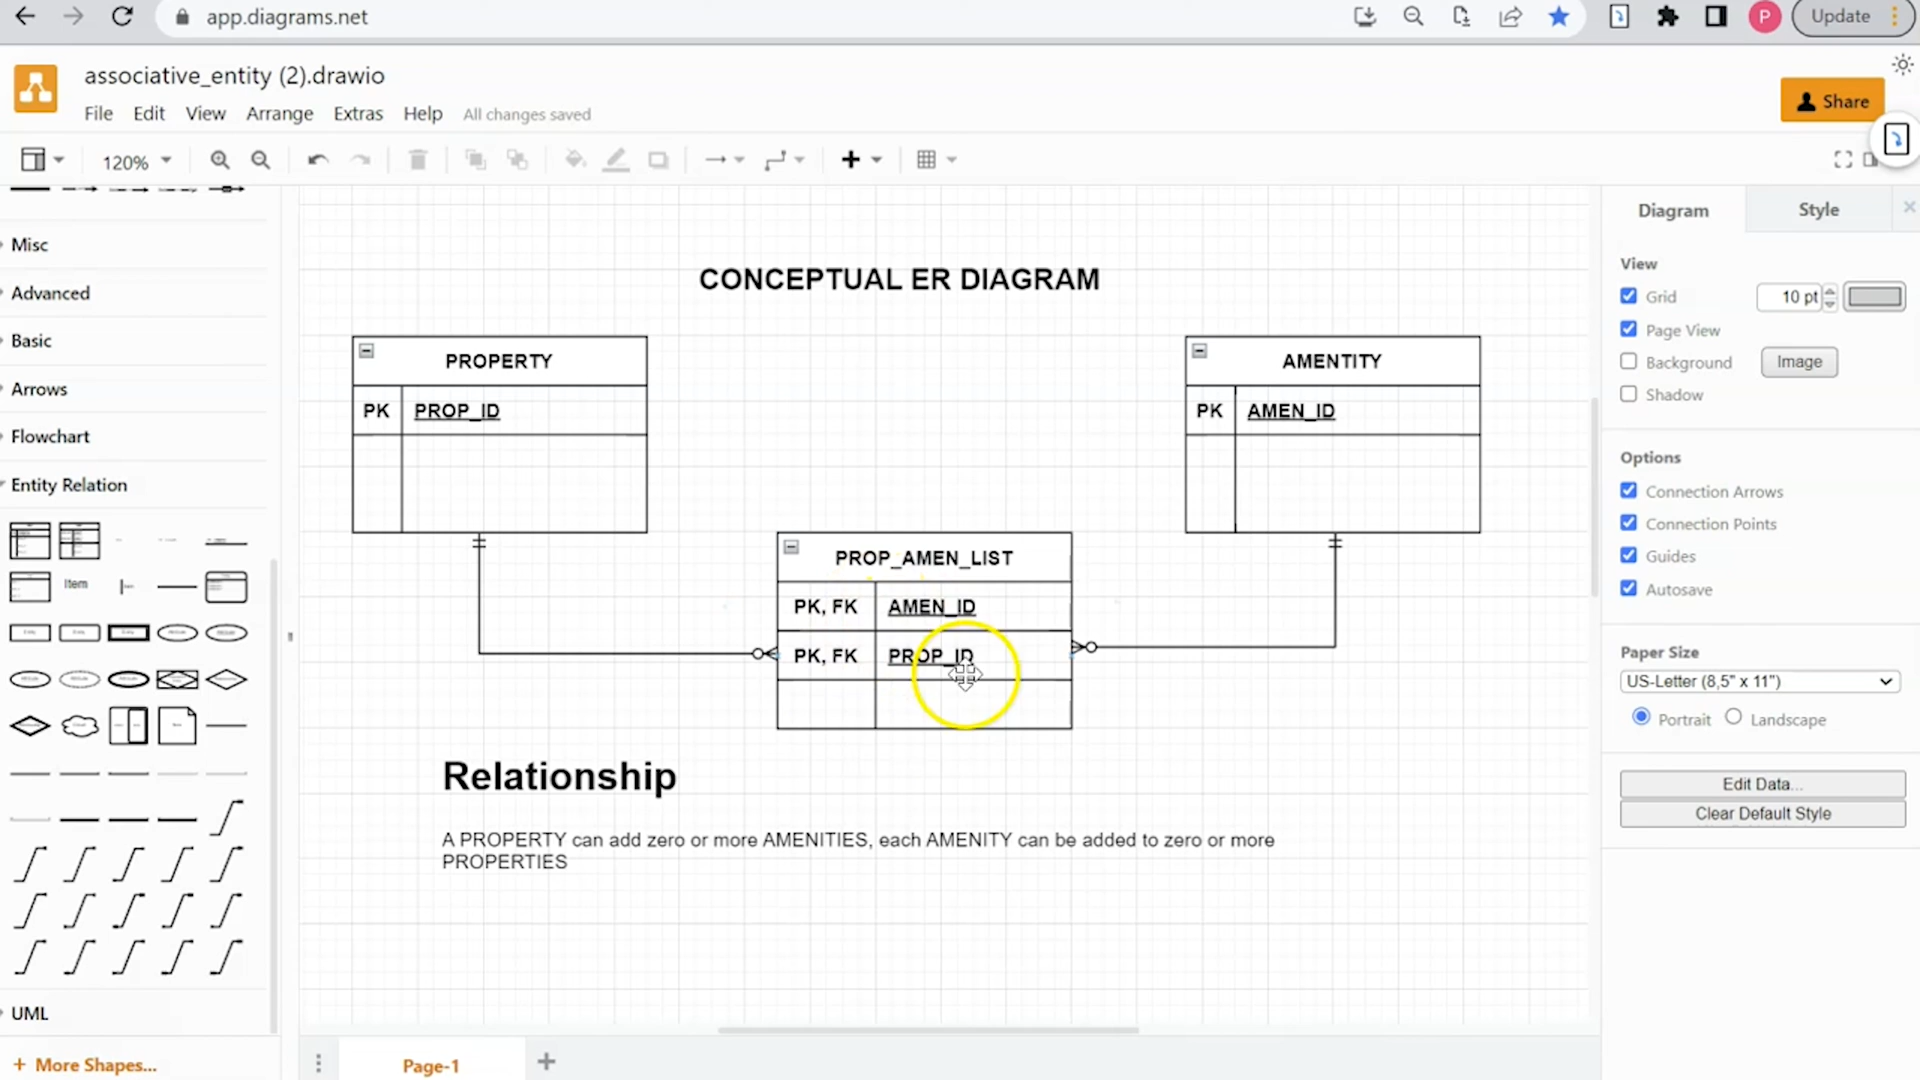 app.diagrams.net
P
Update
associative_entity (2).drawio
File Edit View Arrange Extras Help All changes saved
Share
120%
Misc
Advanced
Basic
Arrows
Flowchart
Entity Relation
Item
UML
+ More Shapes...
CONCEPTUAL ER DIAGRAM
PROPERTY
PK PROP_ID
AMENTITY
PK AMEN_ID
PROP_AMEN_LIST
PK, FK AMEN_ID
PK, FK PROP_ID
Relationship
A PROPERTY can add zero or more AMENITIES, each AMENITY can be added to zero or more
PROPERTIES
Page-1
Diagram Style
View
Grid 10 pt
Page View
Background Image
Shadow
Options
Connection Arrows
Connection Points
Guides
Autosave
Paper Size
US-Letter (8,5" x 11")
Portrait Landscape
Edit Data...
Clear Default Style